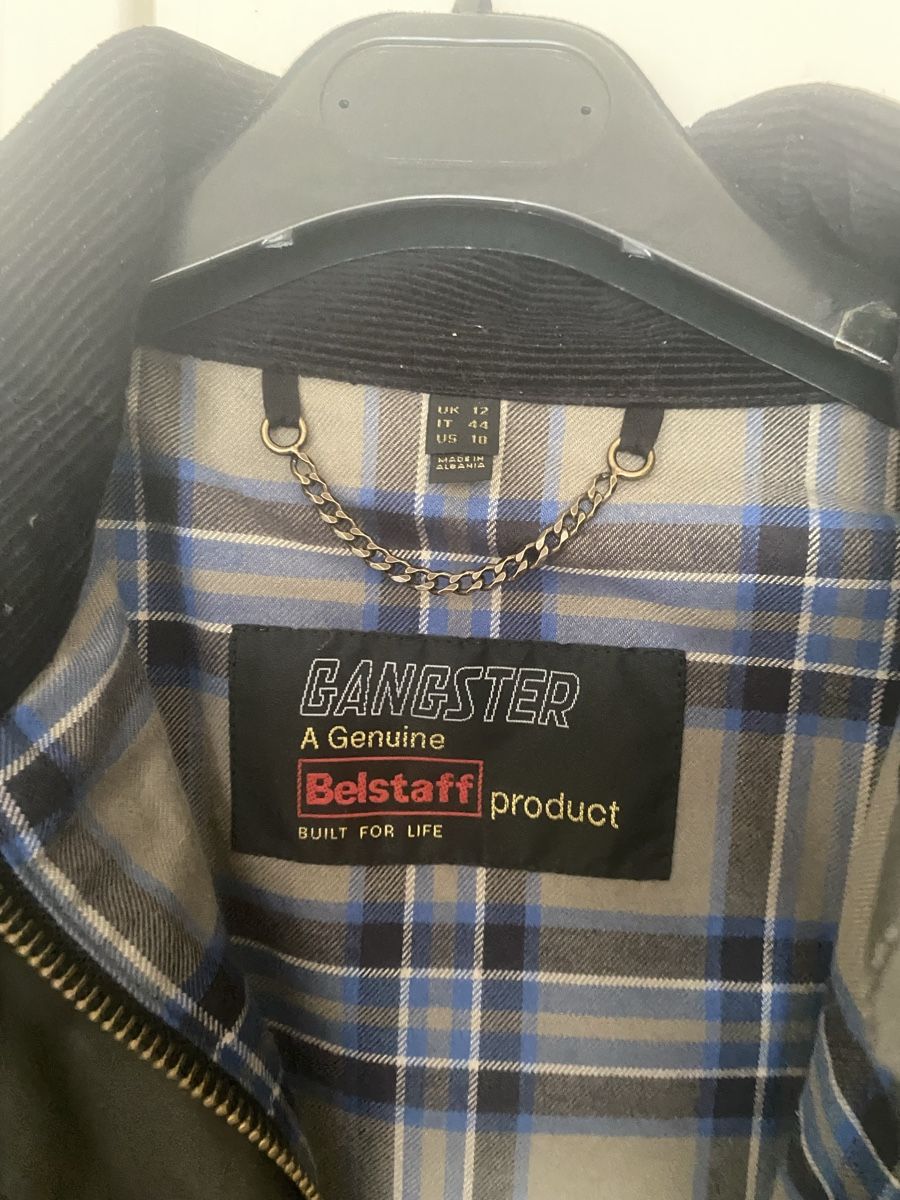 UK 12
IT 44
US 10
MADE IN
ALBANIA
GANGSTER
A Genuine
Belstaff product
BUILT FOR LIFE